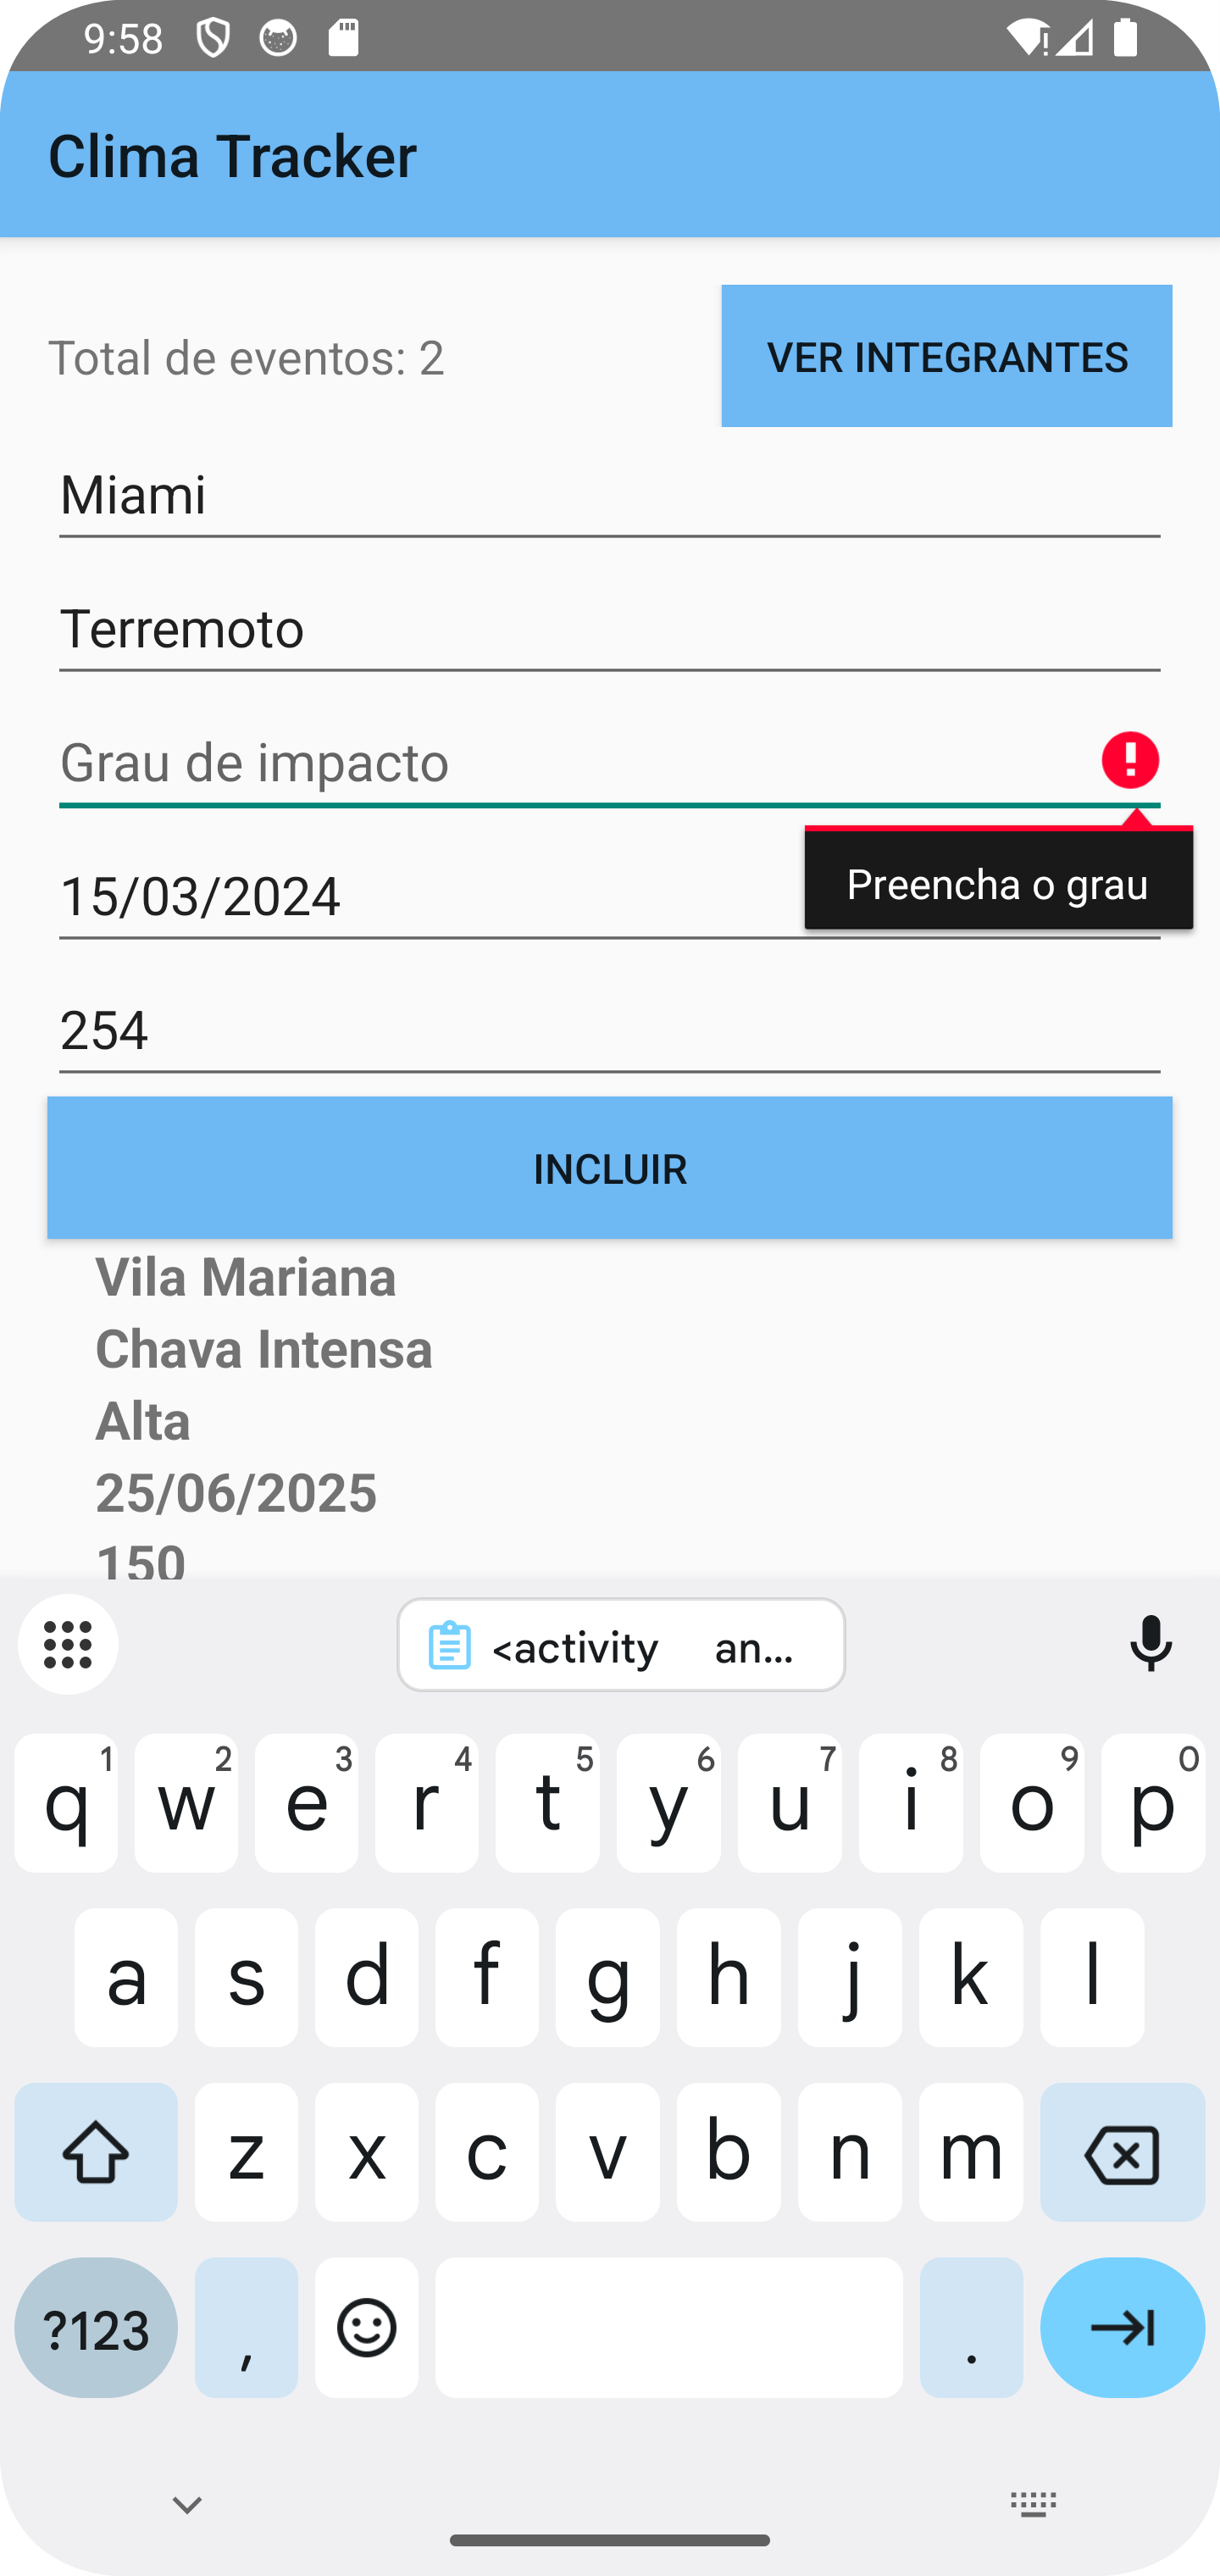 9:58
Clima Tracker
Total de eventos: 2
VER INTEGRANTES
Miami
Terremoto
Grau de impacto
Preencha o grau
15/03/2024
254
INCLUIR
Vila Mariana
Chava Intensa
Alta
25/06/2025
150
<activity an...
q1 w2 e3 r4 t5 y6 u7 i8 o9 p0
a s d f g h j k l
z x c v b n m
?123 , .